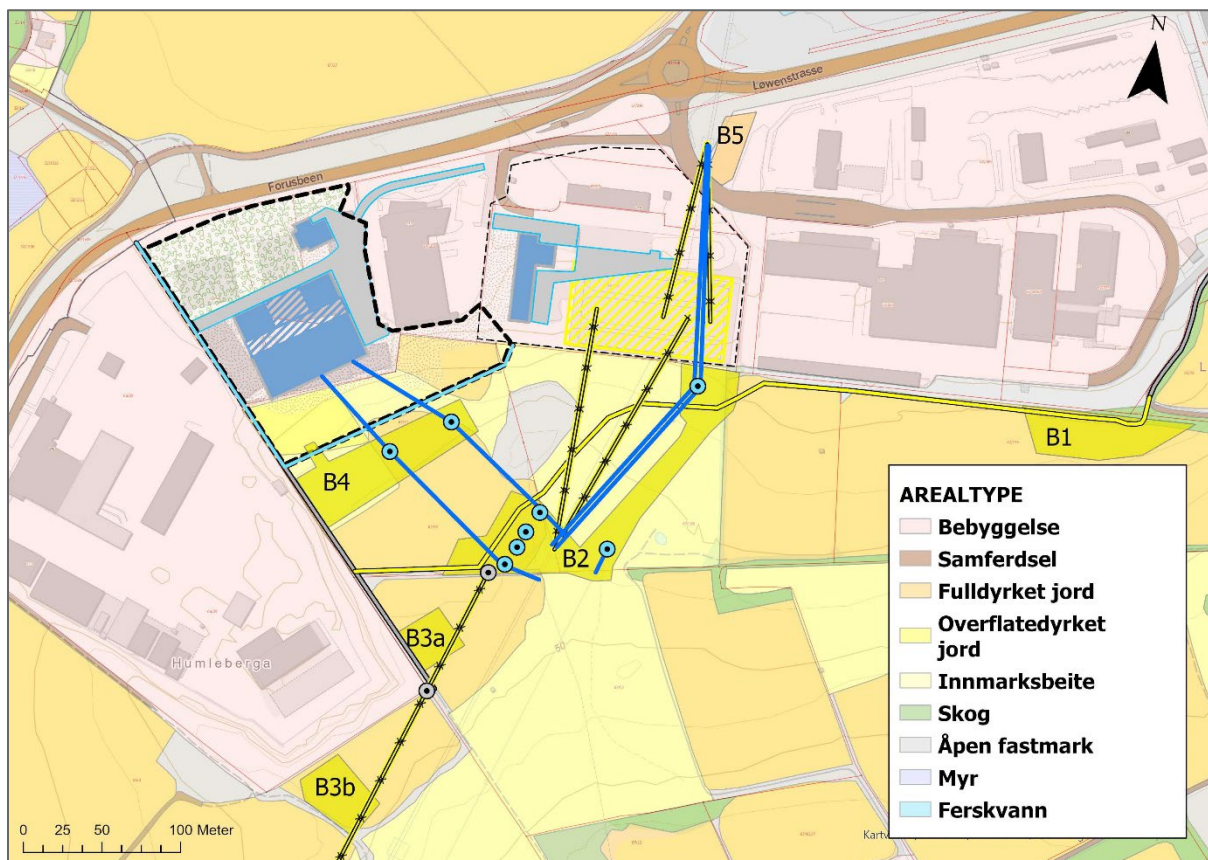 N
Løwenstrasse
B5
Forusbeen
B1
B4
B2
B3a
Humleberga
50
B3b
AREALTYPE
Bebyggelse
Samferdsel
Fulldyrket jord
Overflatedyrket
jord
Innmarksbeite
Skog
Åpen fastmark
Myr
Ferskvann
0 25 50 100 Meter